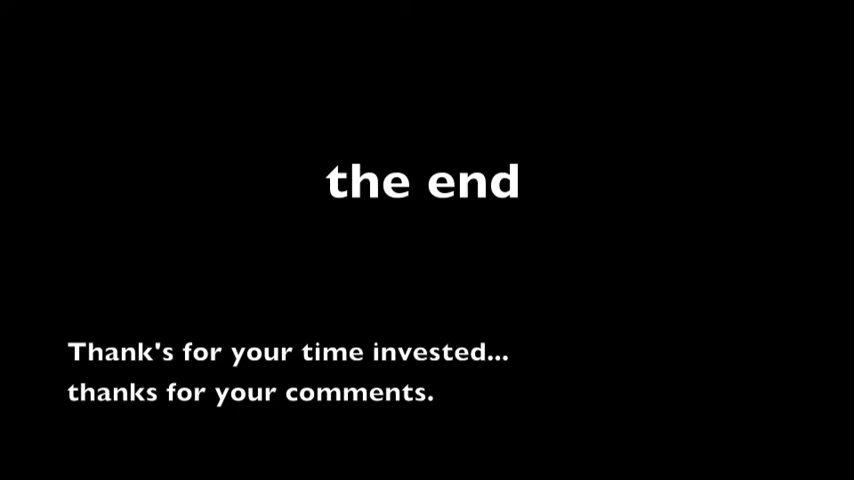 the end
Thank's for your time invested...
thanks for your comments.